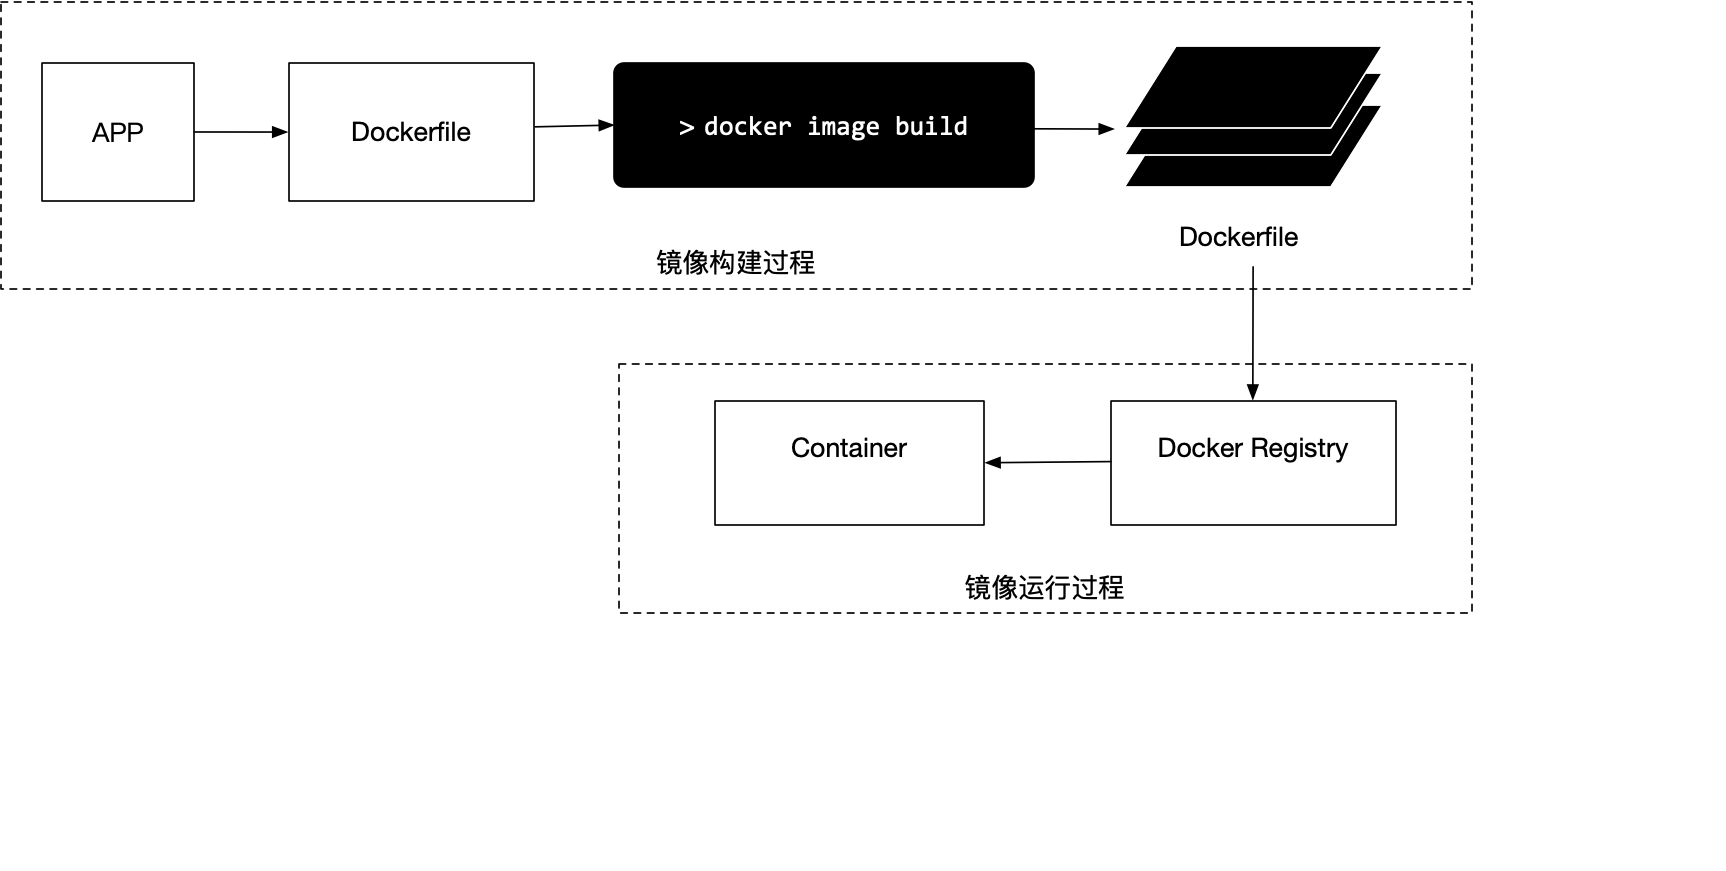 APP
Dockerfile
> docker image build
Dockerfile
镜像构建过程
Container
Docker Registry
镜像运行过程